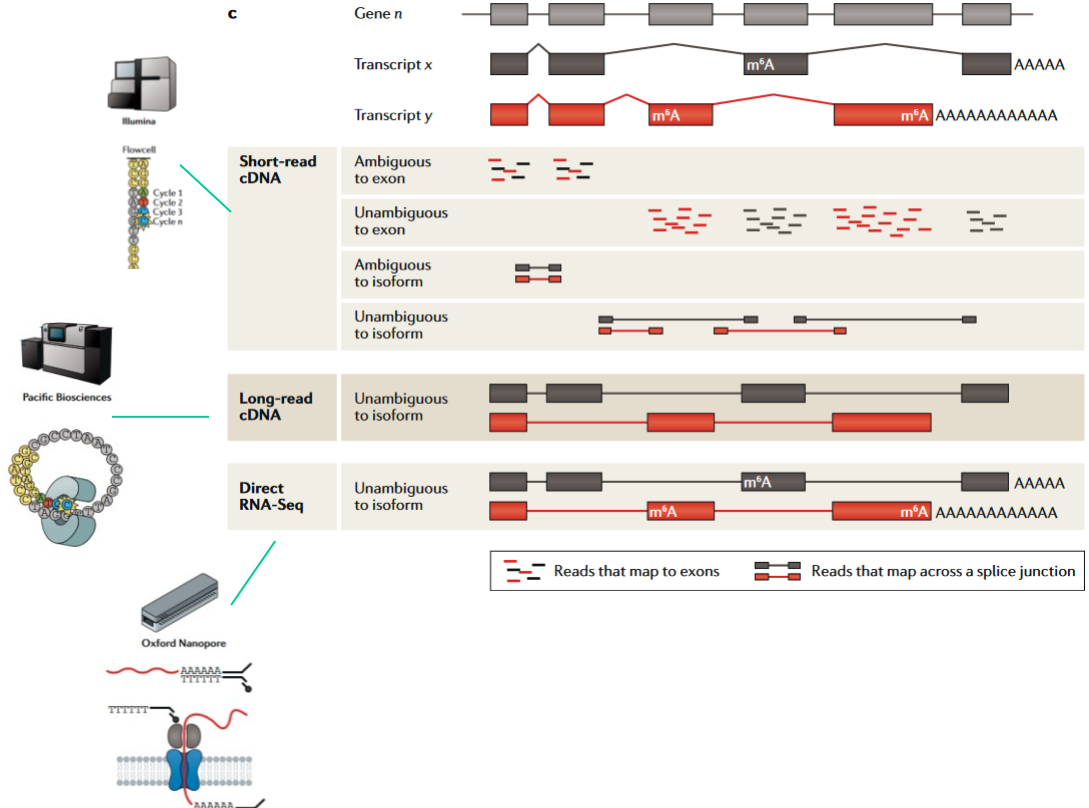 c
Gene n
Transcript x
m⁶A
AAAAA
Transcript y
m⁶A
m⁶A
AAAAAAAAAAAA
Illumina
Flowcell
Cycle 1
Cycle 2
Cycle 3
Cycle n
Short-read
cDNA
Ambiguous
to exon
Unambiguous
to exon
Ambiguous
to isoform
Unambiguous
to isoform
Pacific Biosciences
Long-read
cDNA
Unambiguous
to isoform
Direct
RNA-Seq
Unambiguous
to isoform
m⁶A
AAAAA
m⁶A
m⁶A
AAAAAAAAAAAA
Reads that map to exons
Reads that map across a splice junction
Oxford Nanopore
AAAAAA
TTTTTT
TTTTTT
AAAAAA